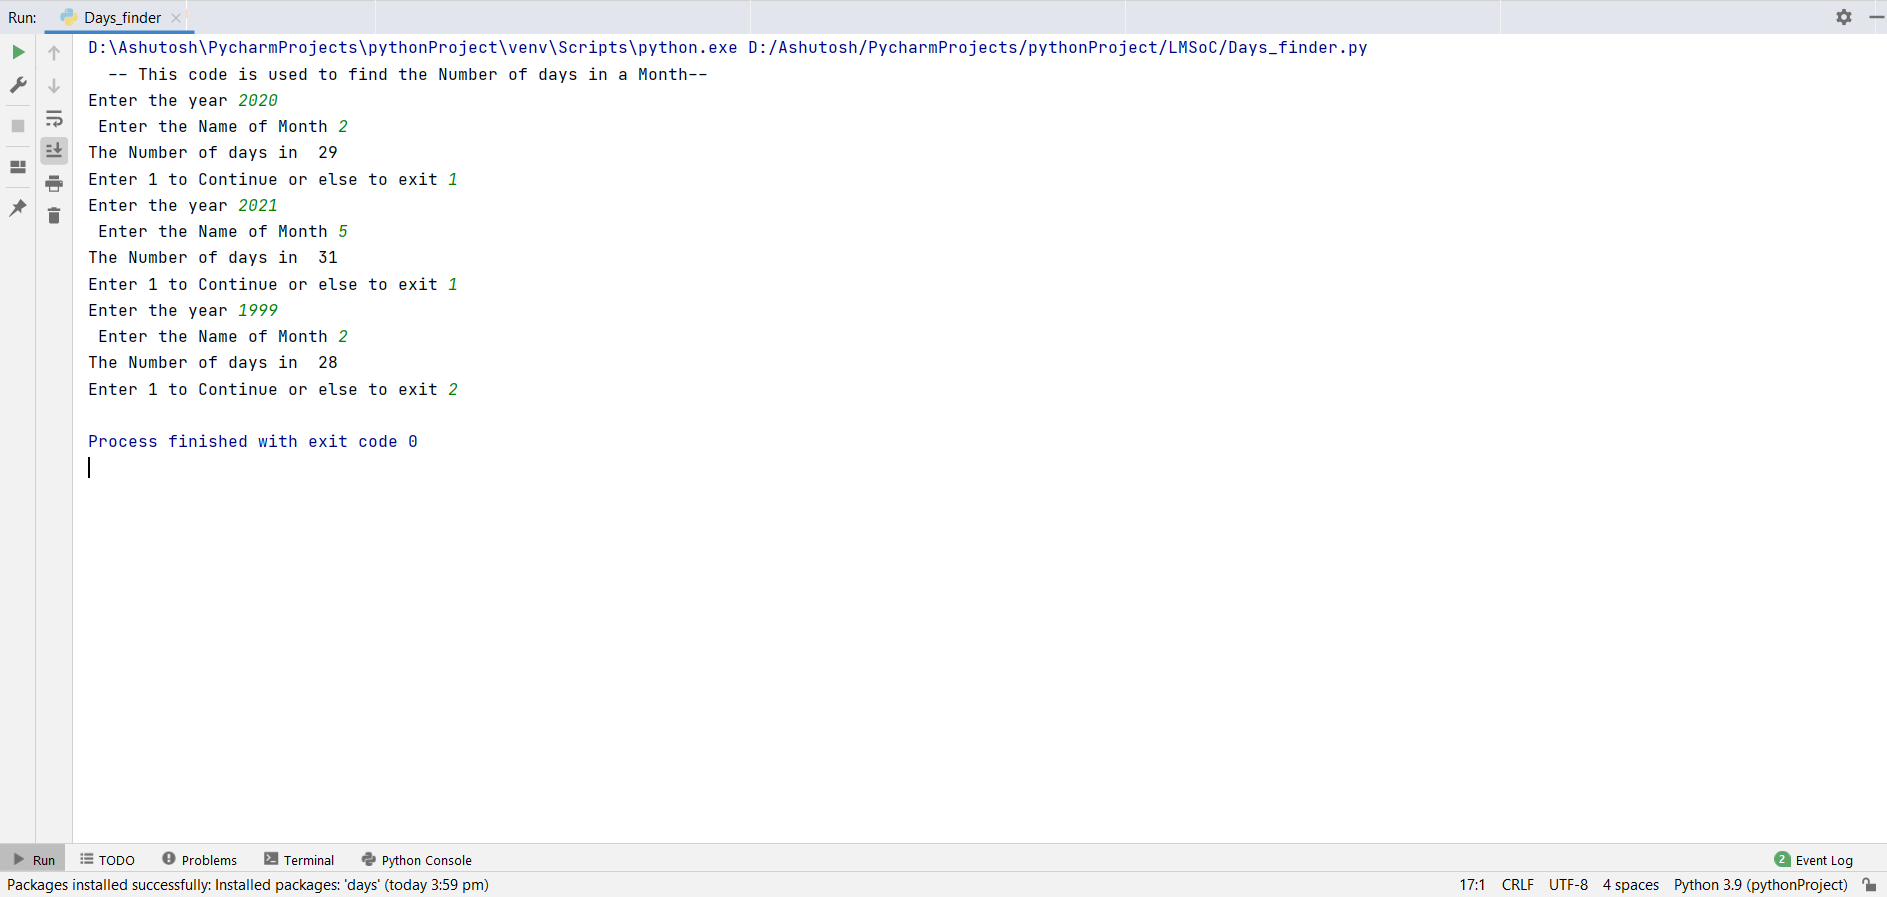 Run: Days_finder
D:\Ashutosh\PycharmProjects\pythonProject\venv\Scripts\python.exe D:/Ashutosh/PycharmProjects/pythonProject/LMSoC/Days_finder.py
-- This code is used to find the Number of days in a Month--
Enter the year 2020
Enter the Name of Month 2
The Number of days in  29
Enter 1 to Continue or else to exit 1
Enter the year 2021
Enter the Name of Month 5
The Number of days in  31
Enter 1 to Continue or else to exit 1
Enter the year 1999
Enter the Name of Month 2
The Number of days in  28
Enter 1 to Continue or else to exit 2
Process finished with exit code 0
Run TODO Problems Terminal Python Console 2 Event Log
Packages installed successfully: Installed packages: 'days' (today 3:59 pm) 17:1 CRLF UTF-8 4 spaces Python 3.9 (pythonProject)